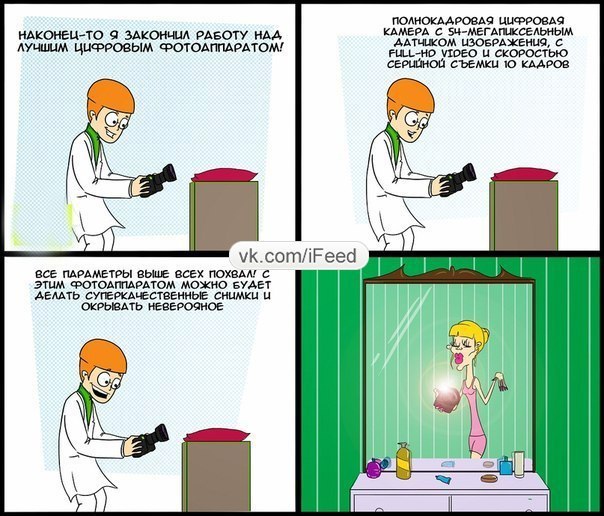 НАКОНЕЦ-ТО Я ЗАКОНЧИЛ РАБОТУ НАД
ЛУЧШИМ ЦИФРОВЫМ ФОТОАППАРАТОМ!
ПОЛНОКАДРОВАЯ ЦИФРОВАЯ
КАМЕРА С 54-МЕГАПИКСЕЛЬНЫМ
ДАТЧИКОМ ИЗОБРАЖЕНИЯ, С
FULL-HD VIDEO И СКОРОСТЬЮ
СЕРИЙНОЙ СЪЕМКИ 10 КАДРОВ
vk.com/iFeed
ВСЕ ПАРАМЕТРЫ ВЫШЕ ВСЕХ ПОХВАЛ! С
ЭТИМ ФОТОАППАРАТОМ МОЖНО БУДЕТ
ДЕЛАТЬ СУПЕРКАЧЕСТВЕННЫЕ СНИМКИ И
ОКРЫВАТЬ НЕВЕРОЯНОЕ